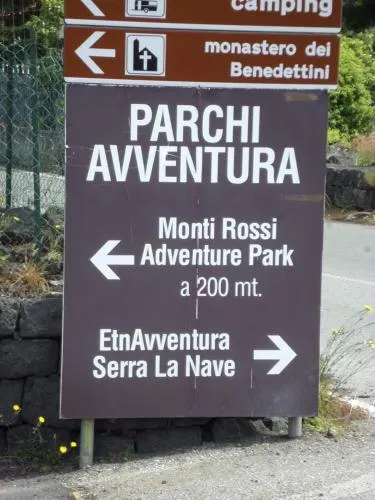 camping
monastero dei
Benedettini
PARCHI
AVVENTURA
Monti Rossi
Adventure Park
a 200 mt.
EtnAvventura
Serra La Nave